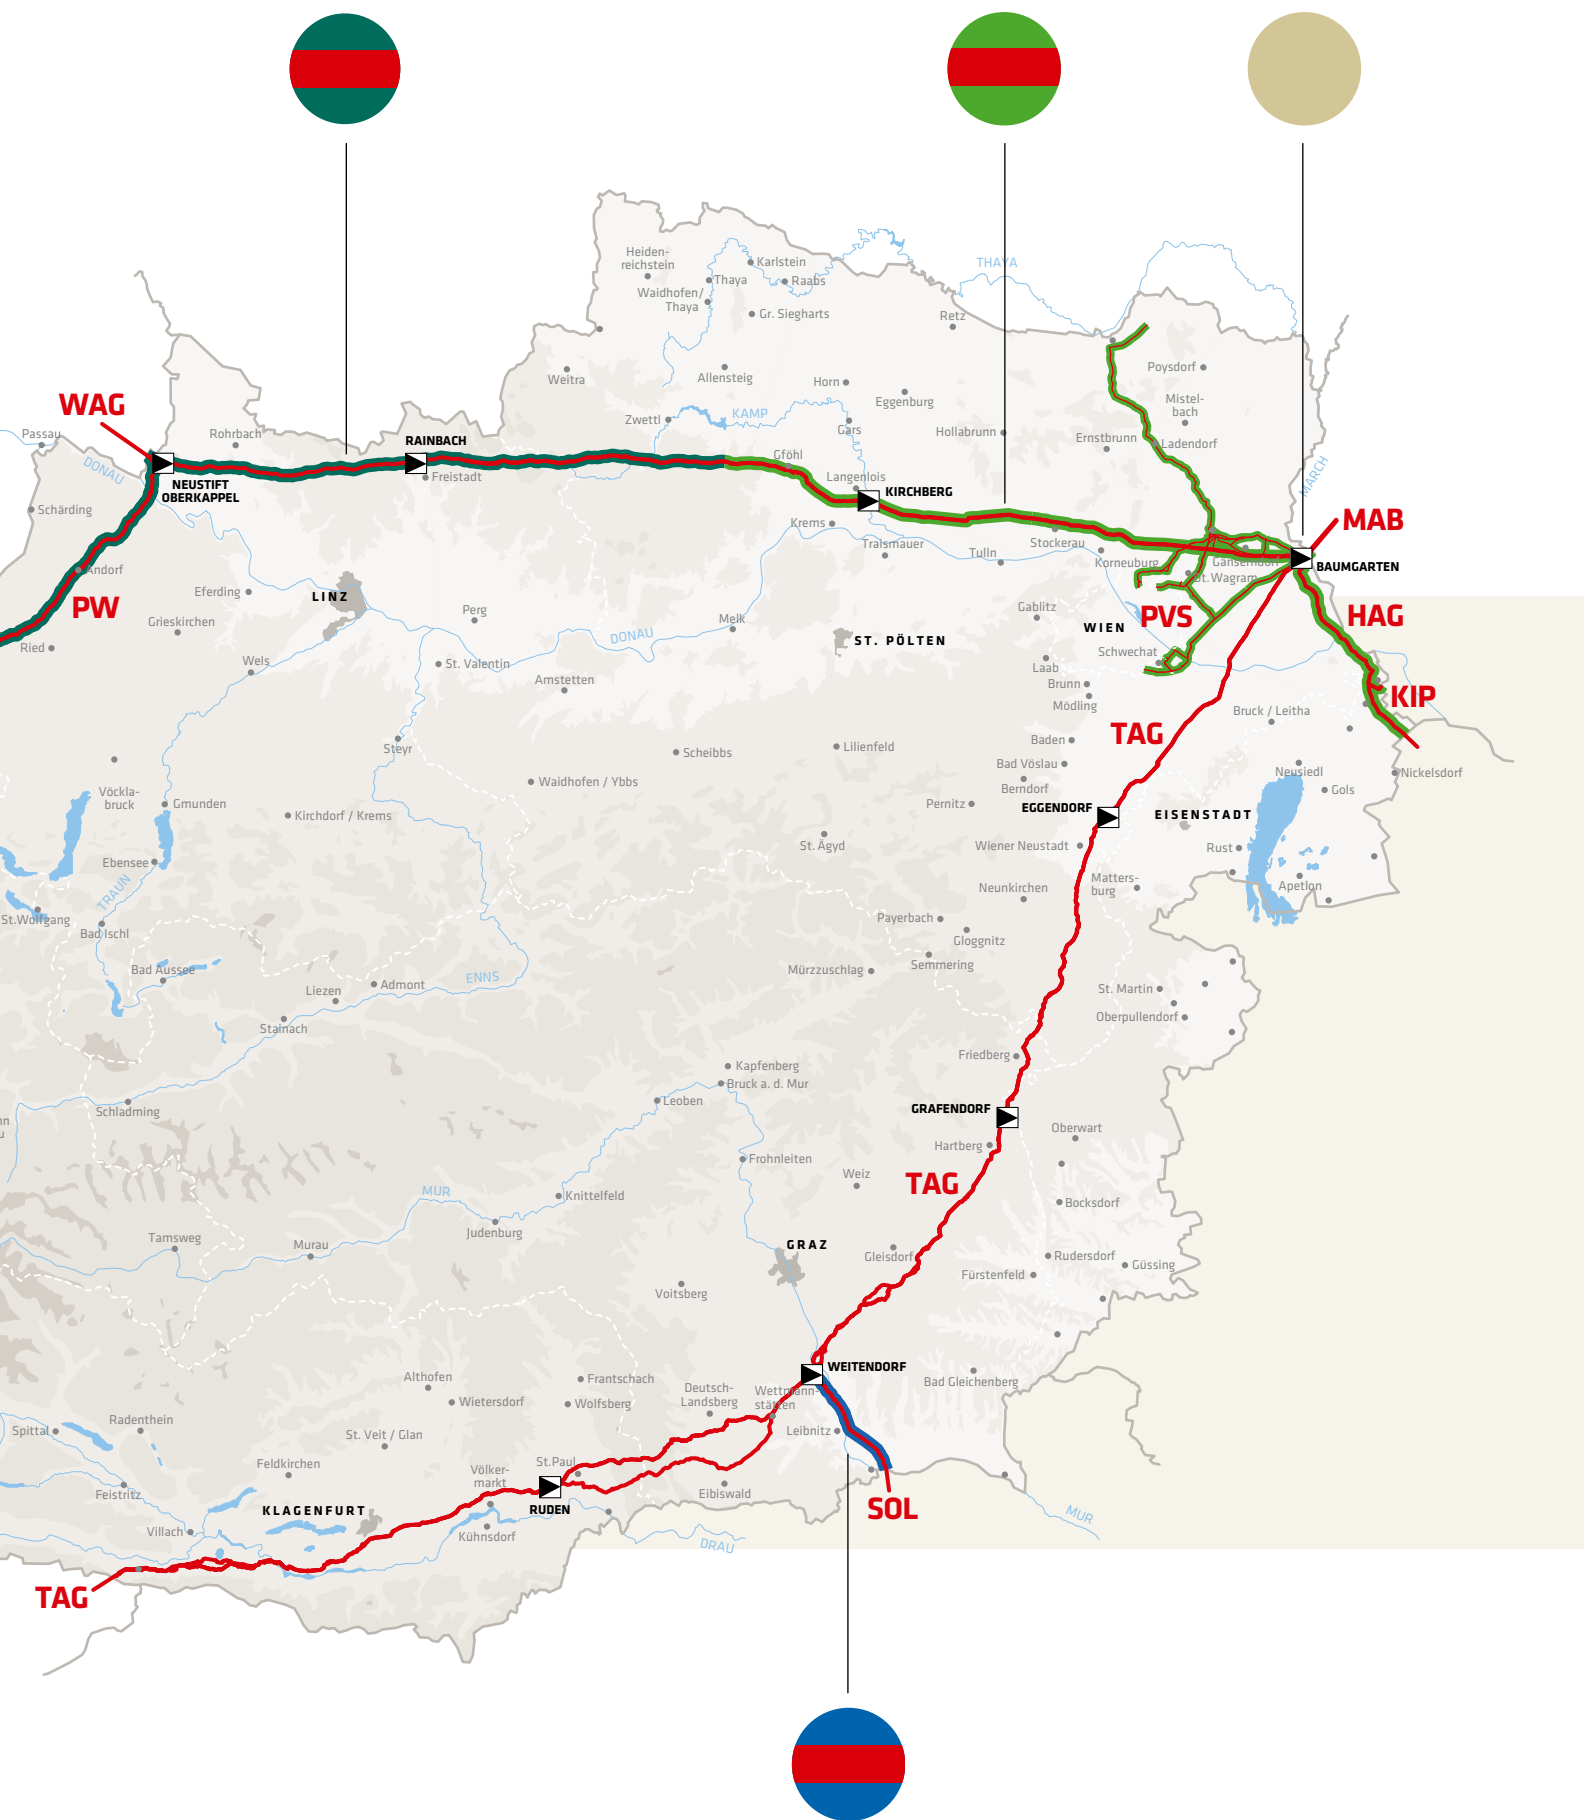 THAYA
Heiden-
reichstein
Karlstein
Thaya
Raabs
Waidhofen/
Thaya
Gr. Siegharts
Retz
Weitra
Allensteig
Horn
Eggenburg
Poysdorf
Mistel-
bach
Zwettl
KAMP
Gars
Hollabrunn
Ernstbrunn
Ladendorf
WAG
Passau
Rohrbach
RAINBACH
DONAU
NEUSTIFT
OBERKAPPEL
Freistadt
Gföhl
Langenlois
KIRCHBERG
MARCH
Schärding
Krems
Traismauer
Tulln
Stockerau
Korneuburg
Gänserndorf
St.Wagram
MAB
BAUMGARTEN
Andorf
PW
Eferding
LINZ
Grieskirchen
Perg
Melk
DONAU
ST. PÖLTEN
Gablitz
WIEN
PVS
HAG
Ried
Wels
St. Valentin
Amstetten
Schwechat
Laab
Brunn
Mödling
KIP
Bruck / Leitha
TAG
Steyr
Scheibbs
Lilienfeld
Baden
Bad Vöslau
Berndorf
Neusiedl
Nickelsdorf
Waidhofen / Ybbs
Vöckla-
bruck
Gmunden
Kirchdorf / Krems
Pernitz
EGGENDORF
EISENSTADT
Gols
St. Ägyd
Wiener Neustadt
Rust
Ebensee
TRAUN
Neunkirchen
Matters-
burg
Apetlon
St.Wolfgang
Bad Ischl
Payerbach
Gloggnitz
Semmering
Bad Aussee
Liezen
Admont
ENNS
Mürzzuschlag
St. Martin
Oberpullendorf
Stainach
Friedberg
Kapfenberg
Bruck a. d. Mur
Leoben
Schladming
GRAFENDORF
Oberwart
Hartberg
Frohnleiten
Weiz
TAG
MUR
Knittelfeld
Bocksdorf
Judenburg
Tamsweg
Murau
GRAZ
Gleisdorf
Rudersdorf
Güssing
Fürstenfeld
Voitsberg
WEITENDORF
Bad Gleichenberg
Althofen
Frantschach
Deutsch-
Landsberg
Wettmann-
stätten
Wietersdorf
Wolfsberg
Radenthein
Spittal
St. Veit / Glan
Leibnitz
Feldkirchen
Völker-
markt
St.Paul
Eibiswald
Feistritz
KLAGENFURT
RUDEN
SOL
MUR
Villach
Kühnsdorf
DRAU
TAG